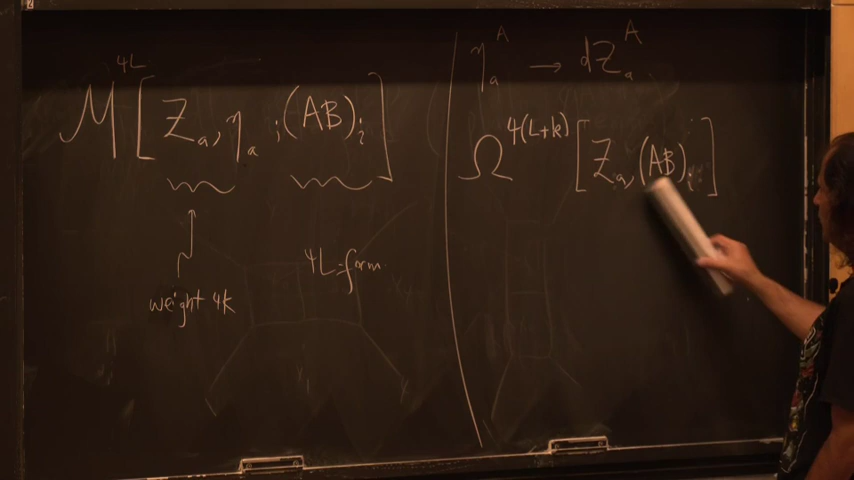 M^{4L} [ Z_a, η_a ; (AB)_i ]
weight 4k
4L-form
η_a^A → dZ_a^A
Ω^{4(L+k)} [ Z_a, (AB)_i ]